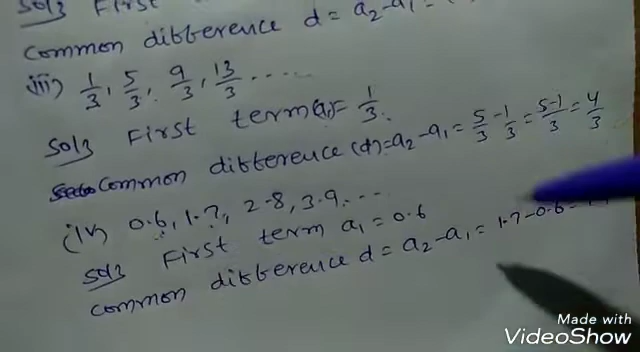 Sol: First
Common difference d = a₂-a₁ =
(iii) 1/3, 5/3, 9/3, 13/3 .....
Sol: First term(a₁) = 1/3.
Common difference (d) = a₂-a₁ = 5/3 - 1/3 = 5-1/3 = 4/3
(iv) 0.6, 1.7, 2.8, 3.9...
Sol: First term a₁ = 0.6
Common difference d = a₂-a₁ = 1.7-0.6 =
Made with
VideoShow